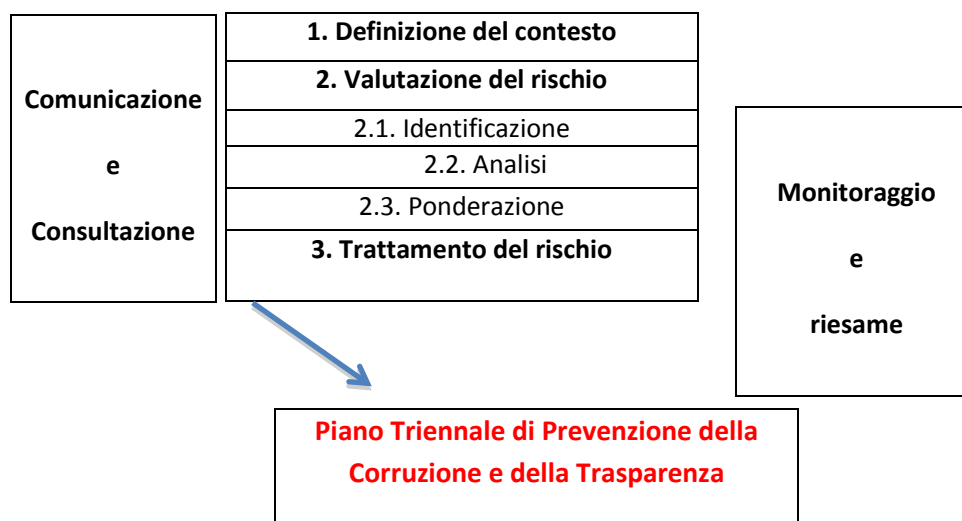 Comunicazione
e
Consultazione
1. Definizione del contesto
2. Valutazione del rischio
2.1. Identificazione
2.2. Analisi
2.3. Ponderazione
3. Trattamento del rischio
Monitoraggio
e
riesame
Piano Triennale di Prevenzione della
Corruzione e della Trasparenza